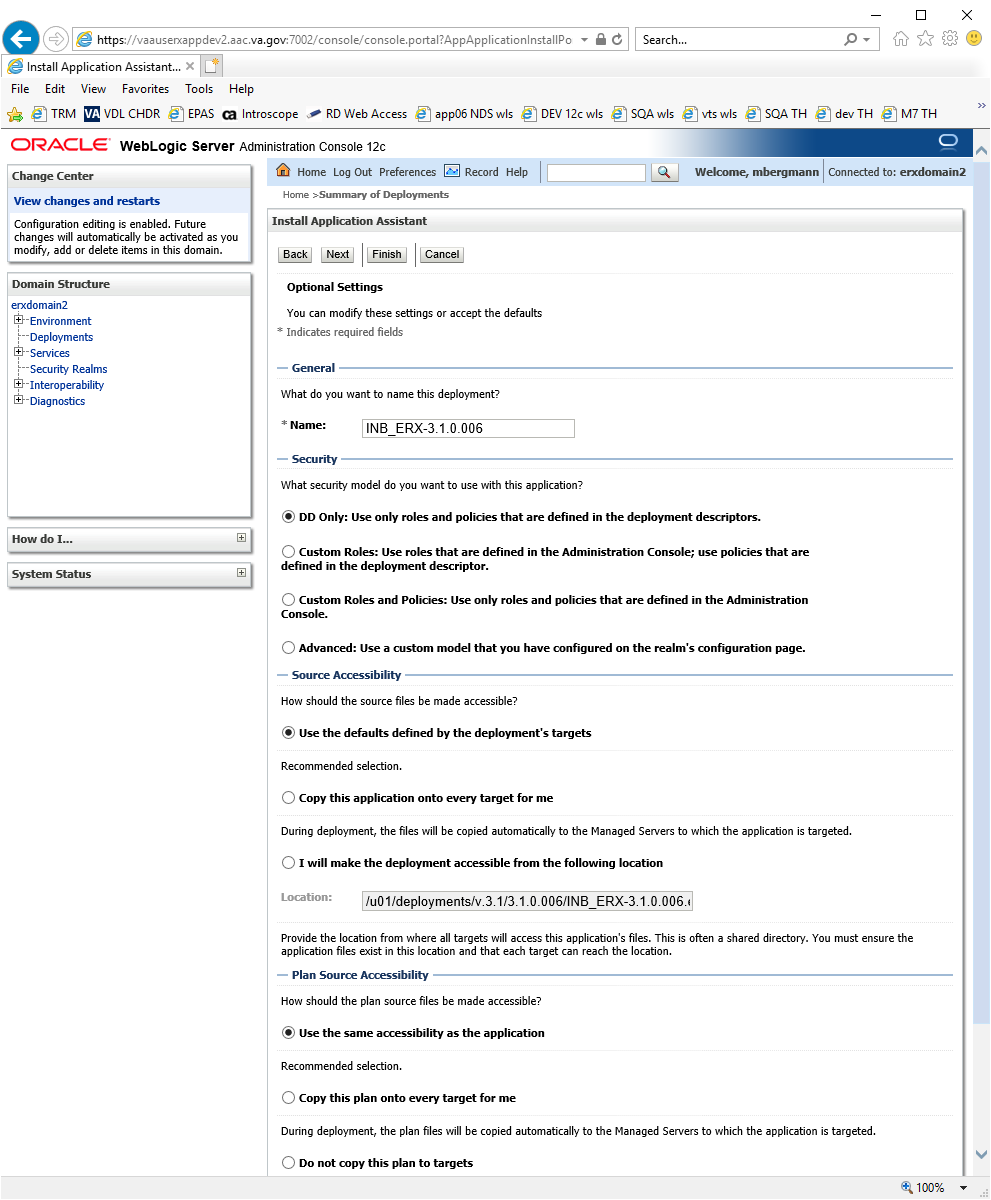 https://vaauserxappdev2.aac.va.gov:7002/console/console.portal?AppApplicationInstallPo
Search...
Install Application Assistant...
File Edit View Favorites Tools Help
TRM VA VDL CHDR EPAS ca Introscope RD Web Access app06 NDS wls DEV 12c wls SQA wls vts wls SQA TH dev TH M7 TH
ORACLE WebLogic Server Administration Console 12c
Change Center
View changes and restarts
Configuration editing is enabled. Future
changes will automatically be activated as you
modify, add or delete items in this domain.
Domain Structure
erxdomain2
Environment
Deployments
Services
Security Realms
Interoperability
Diagnostics
How do I...
System Status
Home Log Out Preferences Record Help
Welcome, mbergmann Connected to: erxdomain2
Home >Summary of Deployments
Install Application Assistant
Back Next Finish Cancel
Optional Settings
You can modify these settings or accept the defaults
* Indicates required fields
General
What do you want to name this deployment?
* Name: INB_ERX-3.1.0.006
Security
What security model do you want to use with this application?
DD Only: Use only roles and policies that are defined in the deployment descriptors.
Custom Roles: Use roles that are defined in the Administration Console; use policies that are
defined in the deployment descriptor.
Custom Roles and Policies: Use only roles and policies that are defined in the Administration
Console.
Advanced: Use a custom model that you have configured on the realm's configuration page.
Source Accessibility
How should the source files be made accessible?
Use the defaults defined by the deployment's targets
Recommended selection.
Copy this application onto every target for me
During deployment, the files will be copied automatically to the Managed Servers to which the application is targeted.
I will make the deployment accessible from the following location
Location: /u01/deployments/v.3.1/3.1.0.006/INB_ERX-3.1.0.006.e
Provide the location from where all targets will access this application's files. This is often a shared directory. You must ensure the
application files exist in this location and that each target can reach the location.
Plan Source Accessibility
How should the plan source files be made accessible?
Use the same accessibility as the application
Recommended selection.
Copy this plan onto every target for me
During deployment, the plan files will be copied automatically to the Managed Servers to which the application is targeted.
Do not copy this plan to targets
100%